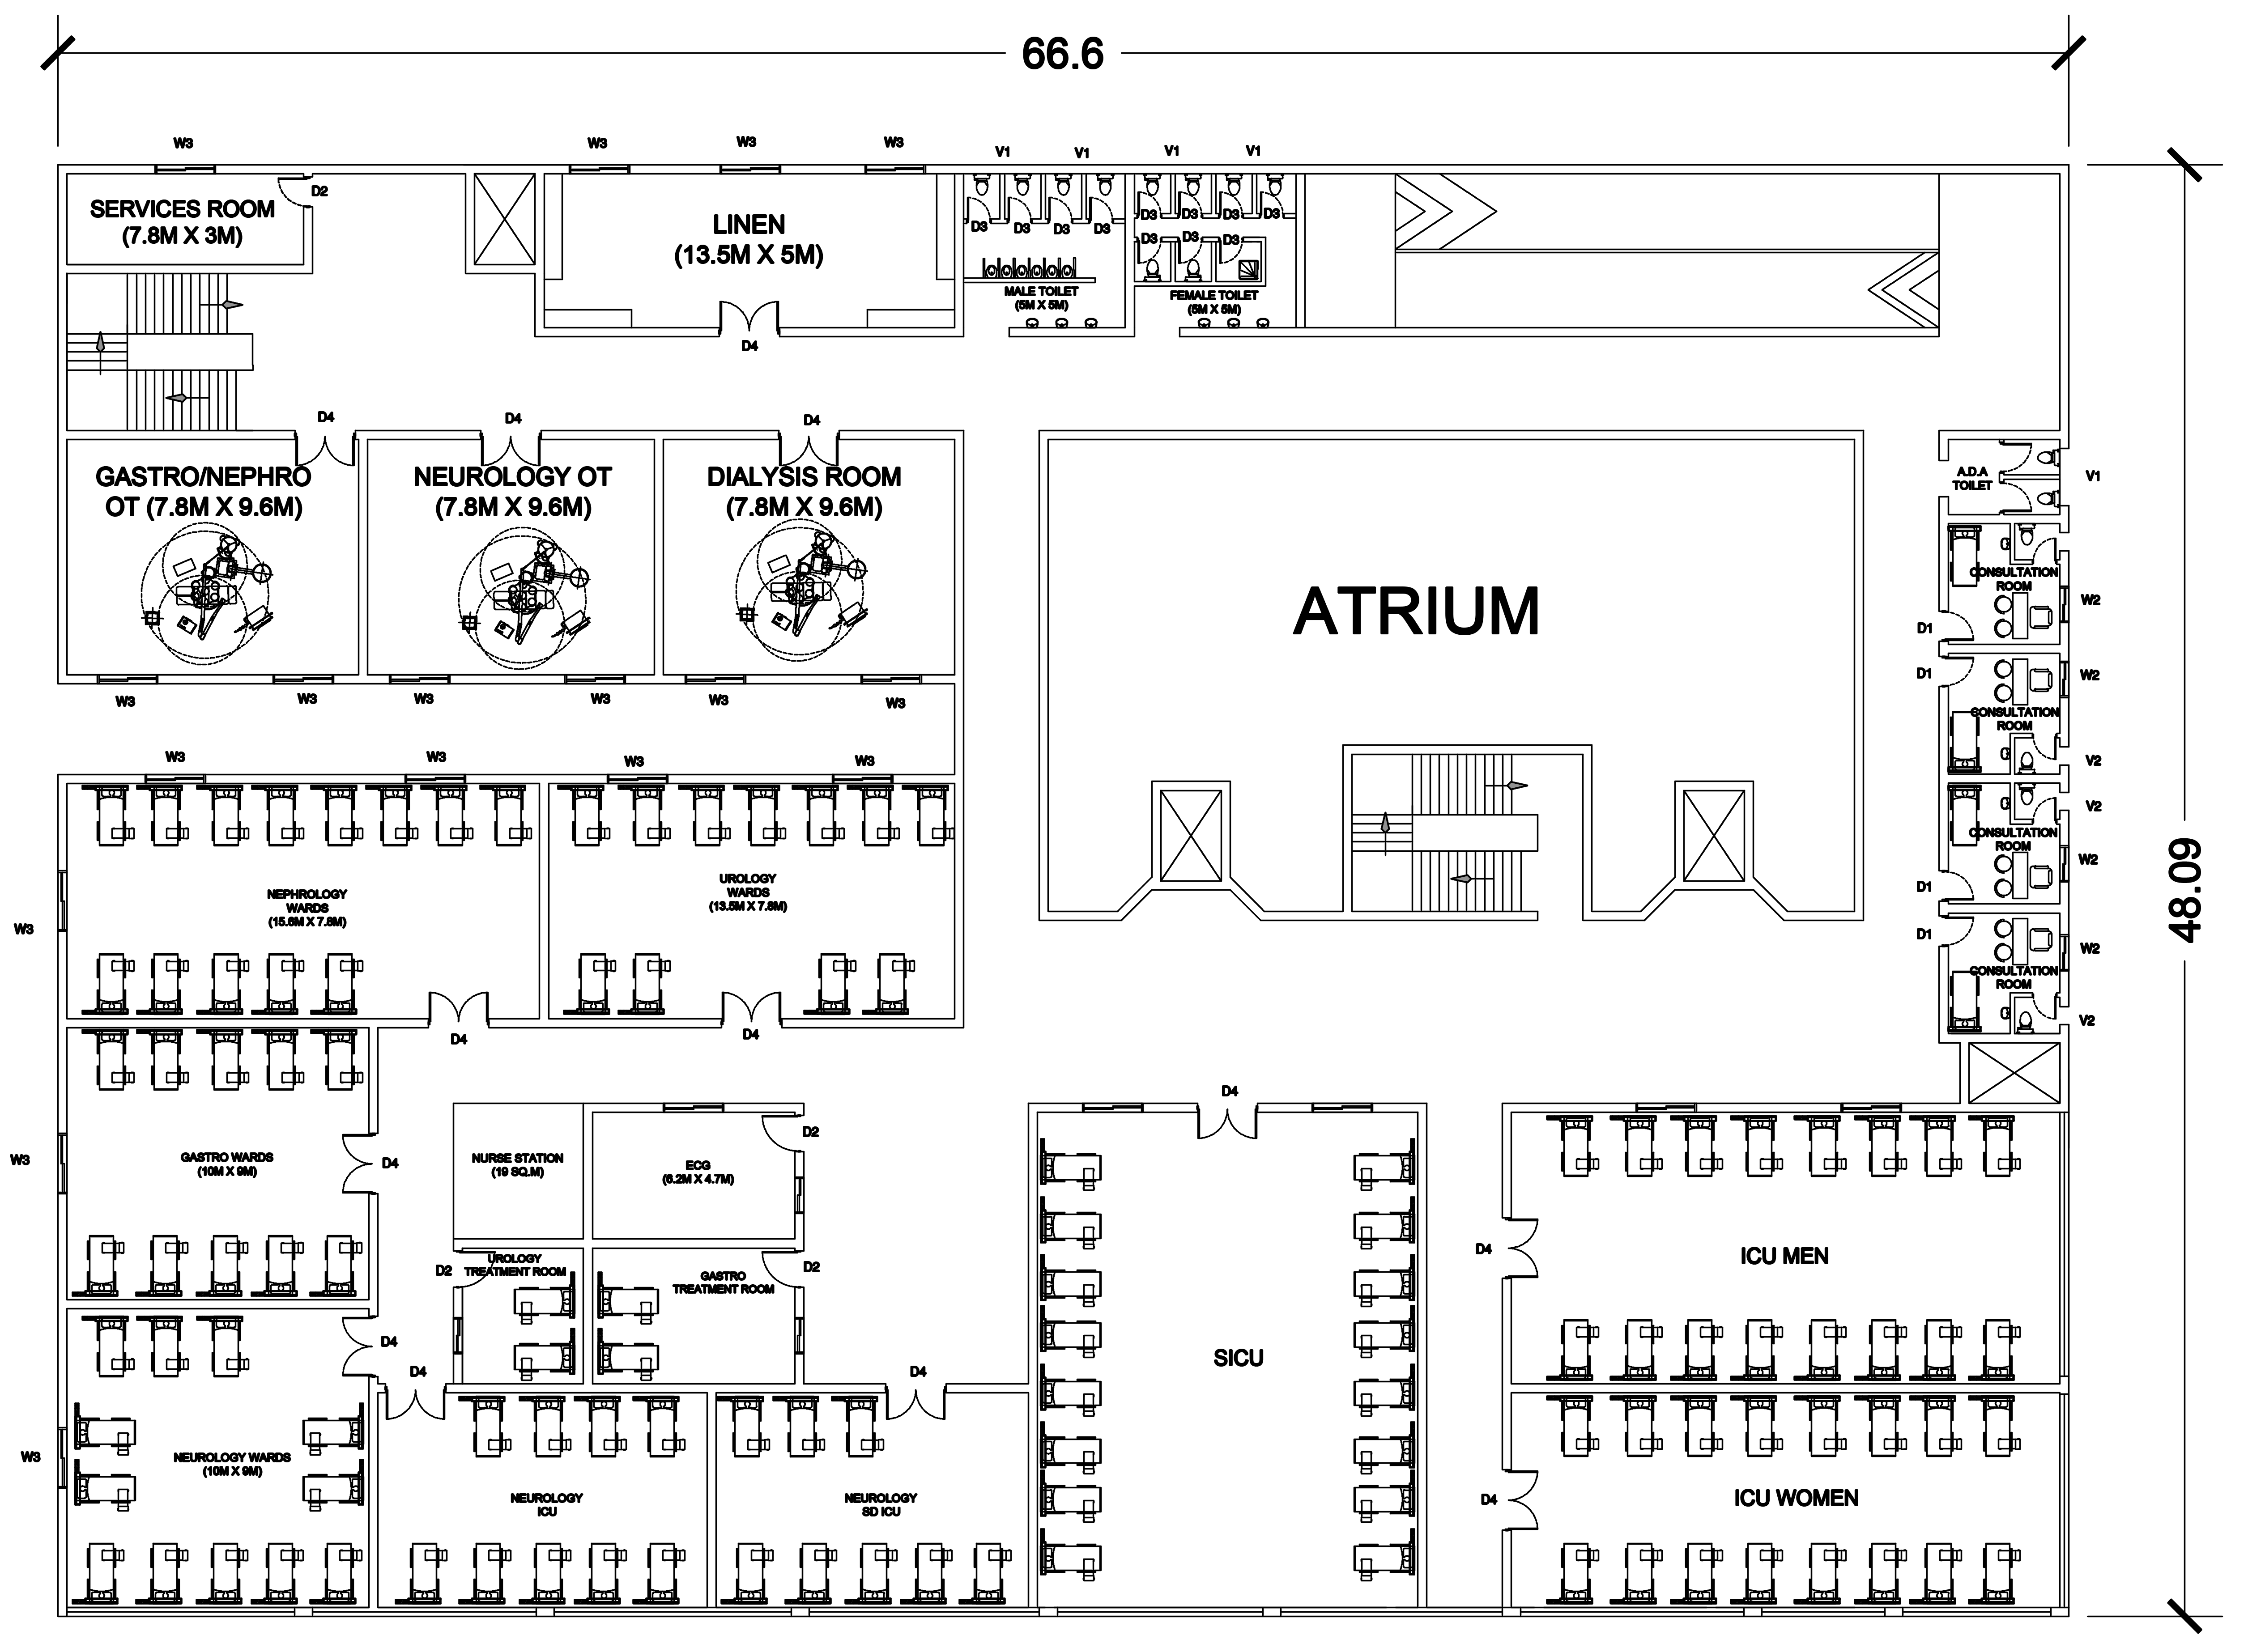 66.6
W3
W3
W3
W3
V1
V1
V1
V1
D2
SERVICES ROOM
(7.8M X 3M)
LINEN
(13.5M X 5M)
D3
D3
D3
D3
D3
D3
D3
D3
D3
D3
D3
MALE TOILET
(5M X 5M)
FEMALE TOILET
(5M X 5M)
D4
D4
D4
D4
GASTRO/NEPHRO
OT (7.8M X 9.6M)
NEUROLOGY OT
(7.8M X 9.6M)
DIALYSIS ROOM
(7.8M X 9.6M)
A.D.A
TOILET
V1
ATRIUM
CONSULTATION
ROOM
W2
D1
D1
W2
W3
W3
W3
W3
W3
W3
CONSULTATION
ROOM
W3
W3
W3
W3
V2
V2
CONSULTATION
ROOM
W2
D1
48.09
NEPHROLOGY
WARDS
(15.6M X 7.8M)
UROLOGY
WARDS
(13.5M X 7.8M)
W3
D1
W2
CONSULTATION
ROOM
V2
D4
D4
D4
W3
GASTRO WARDS
(10M X 9M)
D4
NURSE STATION
(19 SQ.M)
ECG
(6.2M X 4.7M)
D2
D4
ICU MEN
D2
UROLOGY
TREATMENT ROOM
GASTRO
TREATMENT ROOM
D2
D4
D4
D4
SICU
W3
NEUROLOGY WARDS
(10M X 9M)
NEUROLOGY
ICU
NEUROLOGY
SD ICU
D4
ICU WOMEN